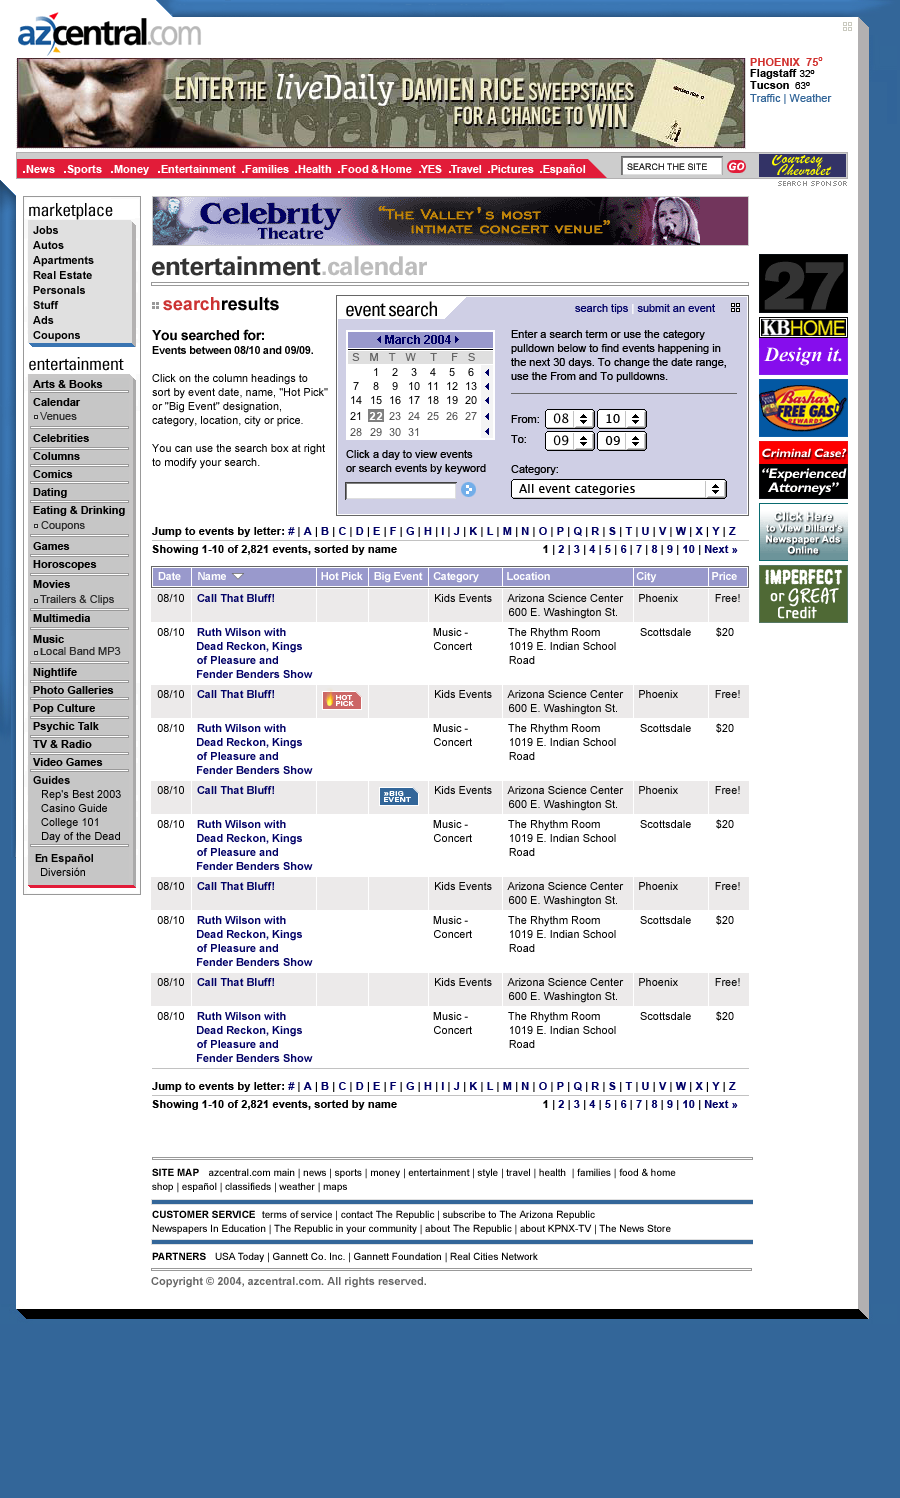 azcentral.com
ENTER THE liveDaily DAMIEN RICE SWEEPSTAKES
FOR A CHANCE TO WIN
PHOENIX 75º
Flagstaff 32º
Tucson 63º
Traffic | Weather
.News .Sports .Money .Entertainment .Families .Health .Food & Home .YES .Travel .Pictures .Español
SEARCH THE SITE GO
Courtesy
Chevrolet
SEARCH SPONSOR
marketplace
Jobs
Autos
Apartments
Real Estate
Personals
Stuff
Ads
Coupons
entertainment
Arts & Books
Calendar
Venues
Celebrities
Columns
Comics
Dating
Eating & Drinking
Coupons
Games
Horoscopes
Movies
Trailers & Clips
Multimedia
Music
Local Band MP3
Nightlife
Photo Galleries
Pop Culture
Psychic Talk
TV & Radio
Video Games
Guides
Rep's Best 2003
Casino Guide
College 101
Day of the Dead
En Español
Diversión
Celebrity
Theatre
"THE VALLEY'S MOST
INTIMATE CONCERT VENUE"
entertainment.calendar
searchresults
You searched for:
Events between 08/10 and 09/09.
Click on the column headings to
sort by event date, name, "Hot Pick"
or "Big Event" designation,
category, location, city or price.
You can use the search box at right
to modify your search.
event search
search tips | submit an event
March 2004
S M T W T F S
1 2 3 4 5 6
7 8 9 10 11 12 13
14 15 16 17 18 19 20
21 22 23 24 25 26 27
28 29 30 31
Click a day to view events
or search events by keyword
Enter a search term or use the category
pulldown below to find events happening in
the next 30 days. To change the date range,
use the From and To pulldowns.
From: 08 10
To: 09 09
Category:
All event categories
27
KB HOME
Design it.
Bashas'
FREE GAS
REWARDS
Criminal Case?
"Experienced
Attorneys"
Click Here
to View Dillard's
Newspaper Ads
Online
IMPERFECT
or GREAT
Credit
Jump to events by letter: # | A | B | C | D | E | F | G | H | I | J | K | L | M | N | O | P | Q | R | S | T | U | V | W | X | Y | Z
Showing 1-10 of 2,821 events, sorted by name 1 | 2 | 3 | 4 | 5 | 6 | 7 | 8 | 9 | 10 | Next »
Date Name Hot Pick Big Event Category Location City Price
08/10 Call That Bluff! Kids Events Arizona Science Center Phoenix Free!
600 E. Washington St.
08/10 Ruth Wilson with Music - The Rhythm Room Scottsdale $20
Dead Reckon, Kings Concert 1019 E. Indian School
of Pleasure and Road
Fender Benders Show
08/10 Call That Bluff! HOT Kids Events Arizona Science Center Phoenix Free!
PICK 600 E. Washington St.
08/10 Ruth Wilson with Music - The Rhythm Room Scottsdale $20
Dead Reckon, Kings Concert 1019 E. Indian School
of Pleasure and Road
Fender Benders Show
08/10 Call That Bluff! »BIG Kids Events Arizona Science Center Phoenix Free!
EVENT 600 E. Washington St.
08/10 Ruth Wilson with Music - The Rhythm Room Scottsdale $20
Dead Reckon, Kings Concert 1019 E. Indian School
of Pleasure and Road
Fender Benders Show
08/10 Call That Bluff! Kids Events Arizona Science Center Phoenix Free!
600 E. Washington St.
08/10 Ruth Wilson with Music - The Rhythm Room Scottsdale $20
Dead Reckon, Kings Concert 1019 E. Indian School
of Pleasure and Road
Fender Benders Show
08/10 Call That Bluff! Kids Events Arizona Science Center Phoenix Free!
600 E. Washington St.
08/10 Ruth Wilson with Music - The Rhythm Room Scottsdale $20
Dead Reckon, Kings Concert 1019 E. Indian School
of Pleasure and Road
Fender Benders Show
Jump to events by letter: # | A | B | C | D | E | F | G | H | I | J | K | L | M | N | O | P | Q | R | S | T | U | V | W | X | Y | Z
Showing 1-10 of 2,821 events, sorted by name 1 | 2 | 3 | 4 | 5 | 6 | 7 | 8 | 9 | 10 | Next »
SITE MAP azcentral.com main | news | sports | money | entertainment | style | travel | health | families | food & home
shop | español | classifieds | weather | maps
CUSTOMER SERVICE terms of service | contact The Republic | subscribe to The Arizona Republic
Newspapers In Education | The Republic in your community | about The Republic | about KPNX-TV | The News Store
PARTNERS USA Today | Gannett Co. Inc. | Gannett Foundation | Real Cities Network
Copyright © 2004, azcentral.com. All rights reserved.